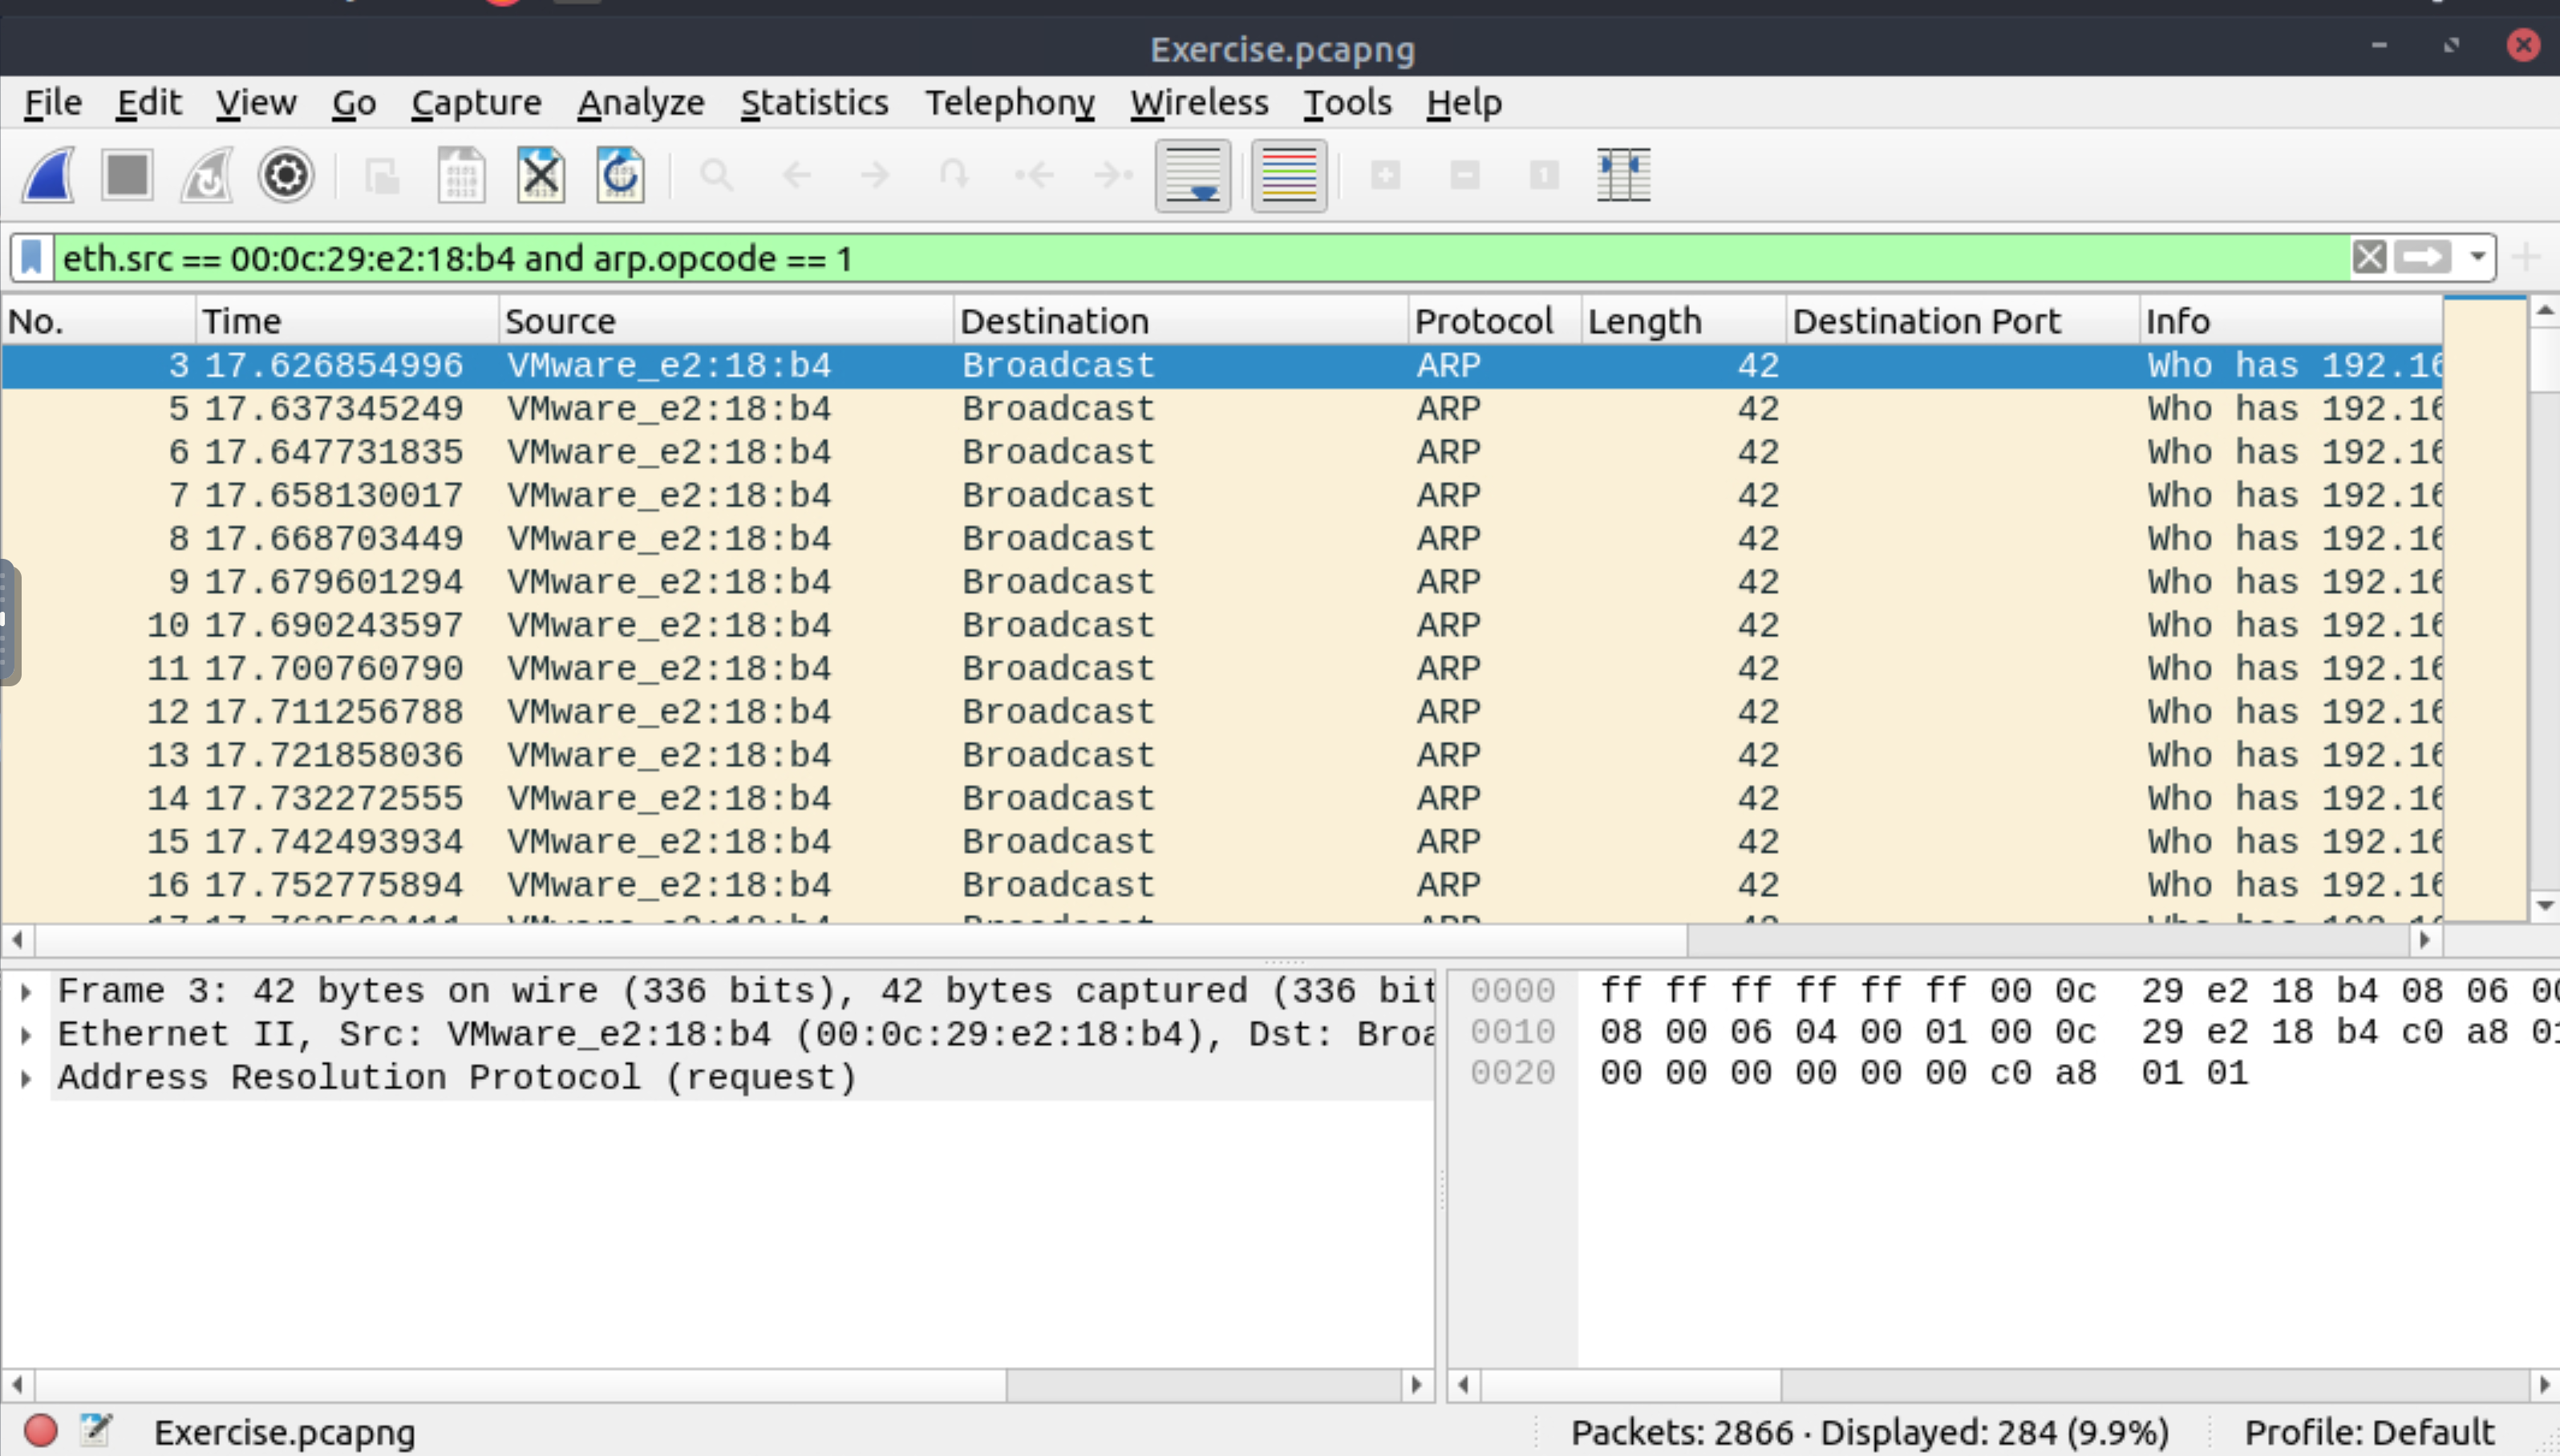 Exercise.pcapng
File Edit View Go Capture Analyze Statistics Telephony Wireless Tools Help
eth.src == 00:0c:29:e2:18:b4 and arp.opcode == 1
No. Time Source Destination Protocol Length Destination Port Info
3 17.626854996 VMware_e2:18:b4 Broadcast ARP 42 Who has 192.16
5 17.637345249 VMware_e2:18:b4 Broadcast ARP 42 Who has 192.16
6 17.647731835 VMware_e2:18:b4 Broadcast ARP 42 Who has 192.16
7 17.658130017 VMware_e2:18:b4 Broadcast ARP 42 Who has 192.16
8 17.668703449 VMware_e2:18:b4 Broadcast ARP 42 Who has 192.16
9 17.679601294 VMware_e2:18:b4 Broadcast ARP 42 Who has 192.16
10 17.690243597 VMware_e2:18:b4 Broadcast ARP 42 Who has 192.16
11 17.700760790 VMware_e2:18:b4 Broadcast ARP 42 Who has 192.16
12 17.711256788 VMware_e2:18:b4 Broadcast ARP 42 Who has 192.16
13 17.721858036 VMware_e2:18:b4 Broadcast ARP 42 Who has 192.16
14 17.732272555 VMware_e2:18:b4 Broadcast ARP 42 Who has 192.16
15 17.742493934 VMware_e2:18:b4 Broadcast ARP 42 Who has 192.16
16 17.752775894 VMware_e2:18:b4 Broadcast ARP 42 Who has 192.16
Frame 3: 42 bytes on wire (336 bits), 42 bytes captured (336 bit
Ethernet II, Src: VMware_e2:18:b4 (00:0c:29:e2:18:b4), Dst: Broa
Address Resolution Protocol (request)
0000 ff ff ff ff ff ff 00 0c 29 e2 18 b4 08 06 00
0010 08 00 06 04 00 01 00 0c 29 e2 18 b4 c0 a8 01
0020 00 00 00 00 00 00 c0 a8 01 01
Exercise.pcapng
Packets: 2866 · Displayed: 284 (9.9%)
Profile: Default